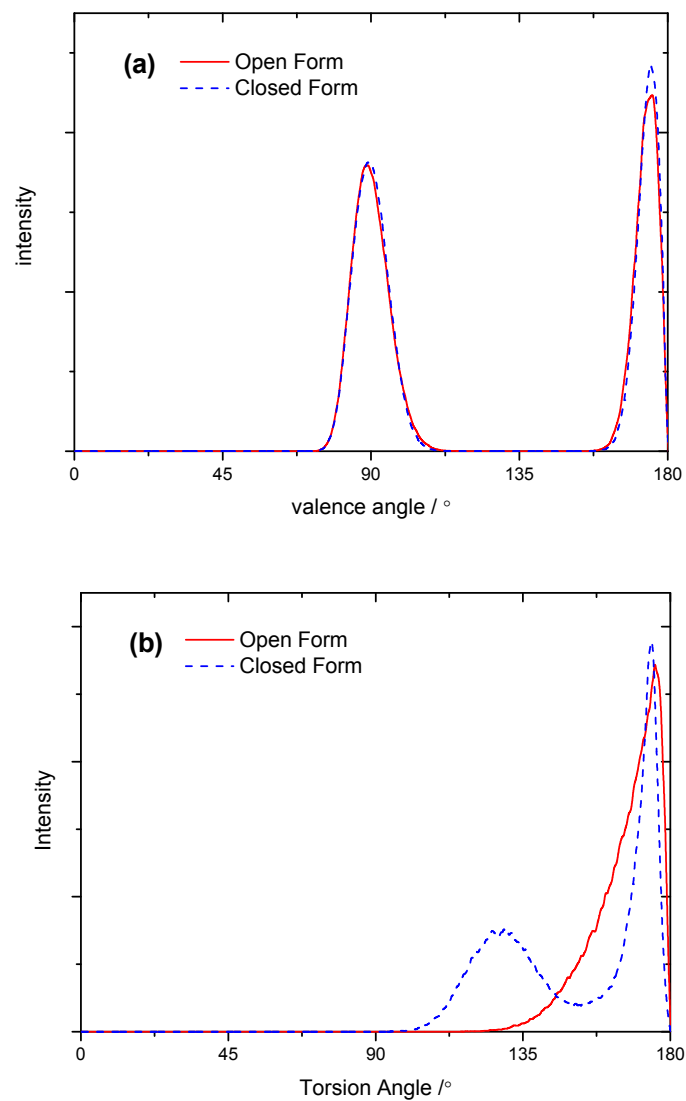 (a)
Open Form
Closed Form
intensity
0 45 90 135 180
valence angle / °
(b)
Open Form
Closed Form
Intensity
0 45 90 135 180
Torsion Angle /°